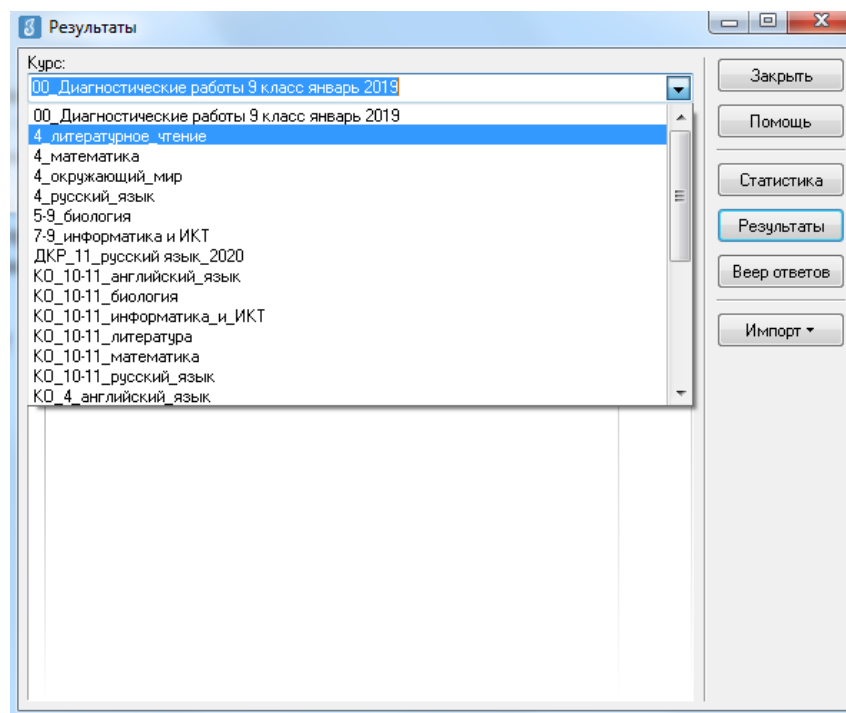 Результаты
Курс:
00_Диагностические работы 9 класс январь 2019
00_Диагностические работы 9 класс январь 2019
4_литературное_чтение
4_математика
4_окружающий_мир
4_русский_язык
5-9_биология
7-9_информатика и ИКТ
ДКР_11_русский язык_2020
КО_10-11_английский_язык
КО_10-11_биология
КО_10-11_информатика_и_ИКТ
КО_10-11_литература
КО_10-11_математика
КО_10-11_русский_язык
КО_4_английский_язык
Закрыть
Помощь
Статистика
Результаты
Веер ответов
Импорт